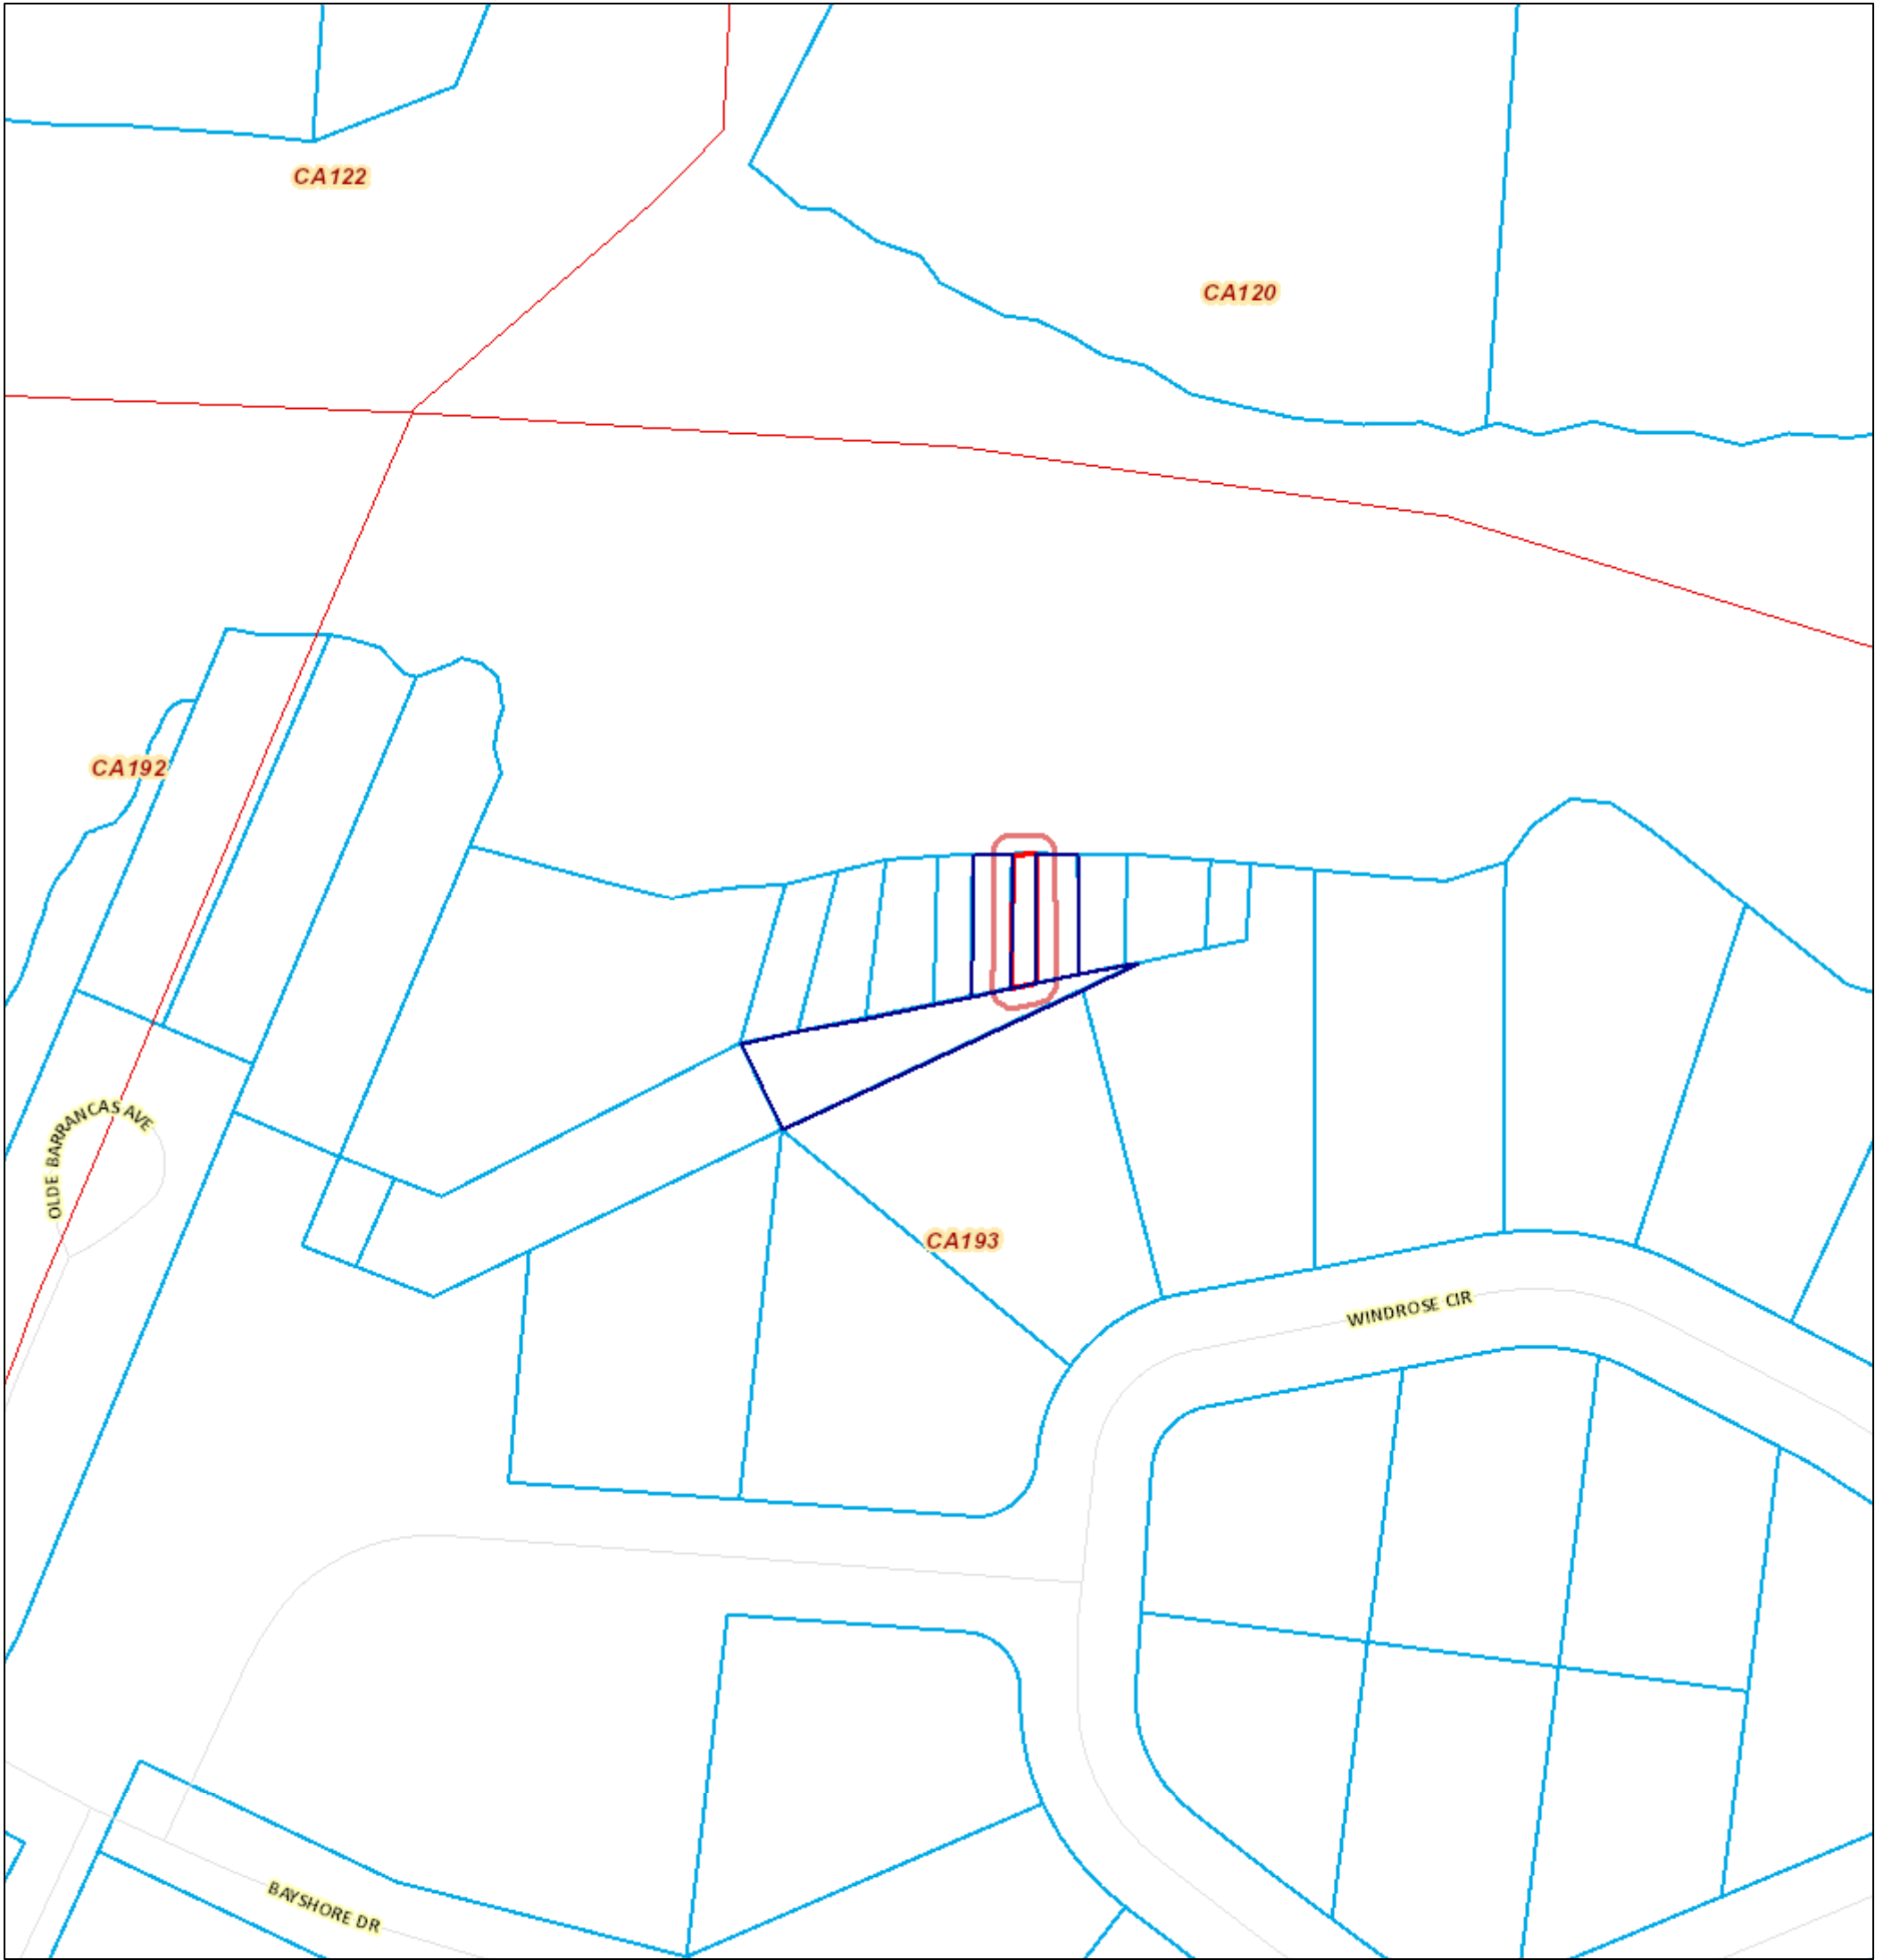 CA122
CA120
CA192
OLDE BARRANCAS AVE
CA193
WINDROSE CIR
BAYSHORE DR